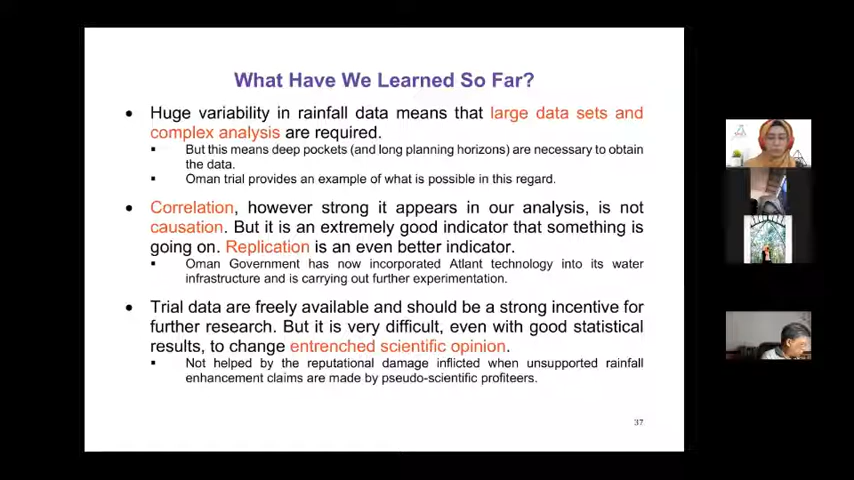 What Have We Learned So Far?
• Huge variability in rainfall data means that large data sets and
complex analysis are required.
▪ But this means deep pockets (and long planning horizons) are necessary to obtain
the data.
▪ Oman trial provides an example of what is possible in this regard.
• Correlation, however strong it appears in our analysis, is not
causation. But it is an extremely good indicator that something is
going on. Replication is an even better indicator.
▪ Oman Government has now incorporated Atlant technology into its water
infrastructure and is carrying out further experimentation.
• Trial data are freely available and should be a strong incentive for
further research. But it is very difficult, even with good statistical
results, to change entrenched scientific opinion.
▪ Not helped by the reputational damage inflicted when unsupported rainfall
enhancement claims are made by pseudo-scientific profiteers.
37